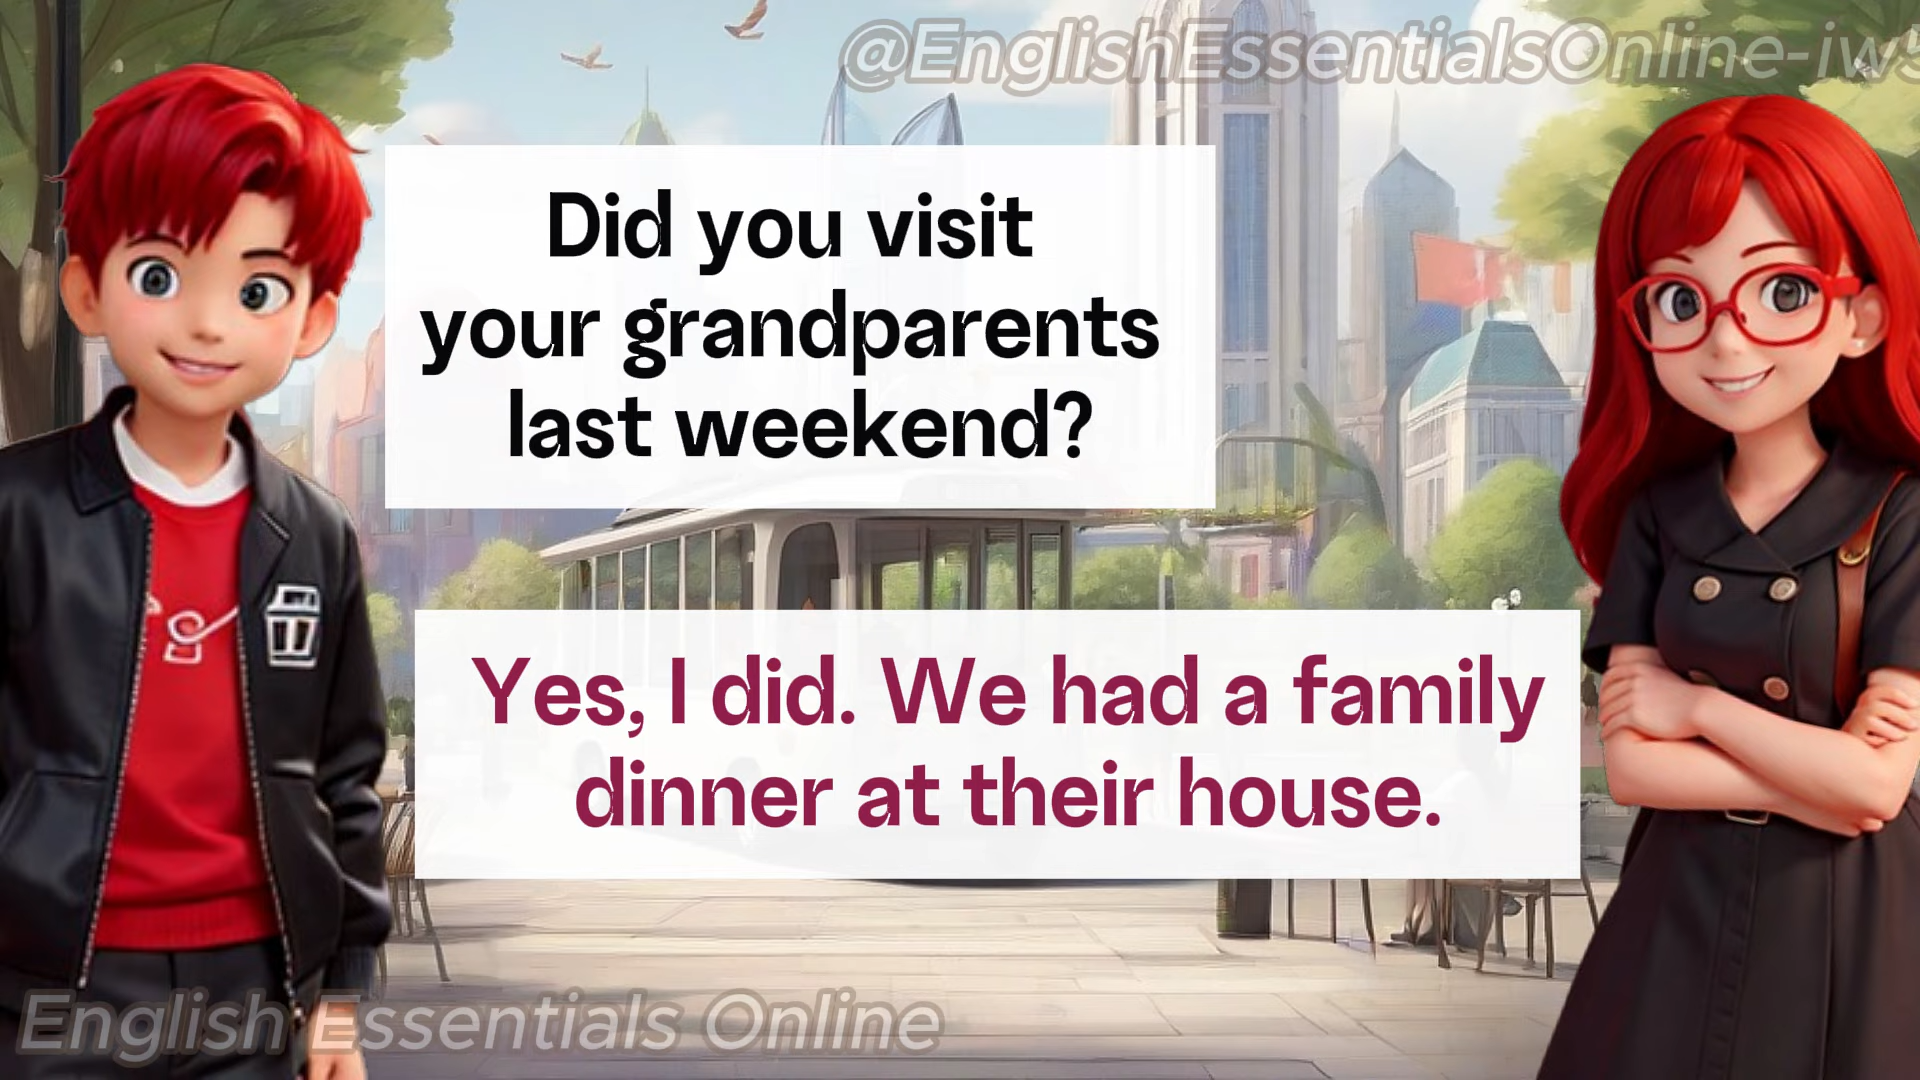 @EnglishEssentialsOnline-iw5
Did you visit
your grandparents
last weekend?
Yes, I did. We had a family
dinner at their house.
English Essentials Online